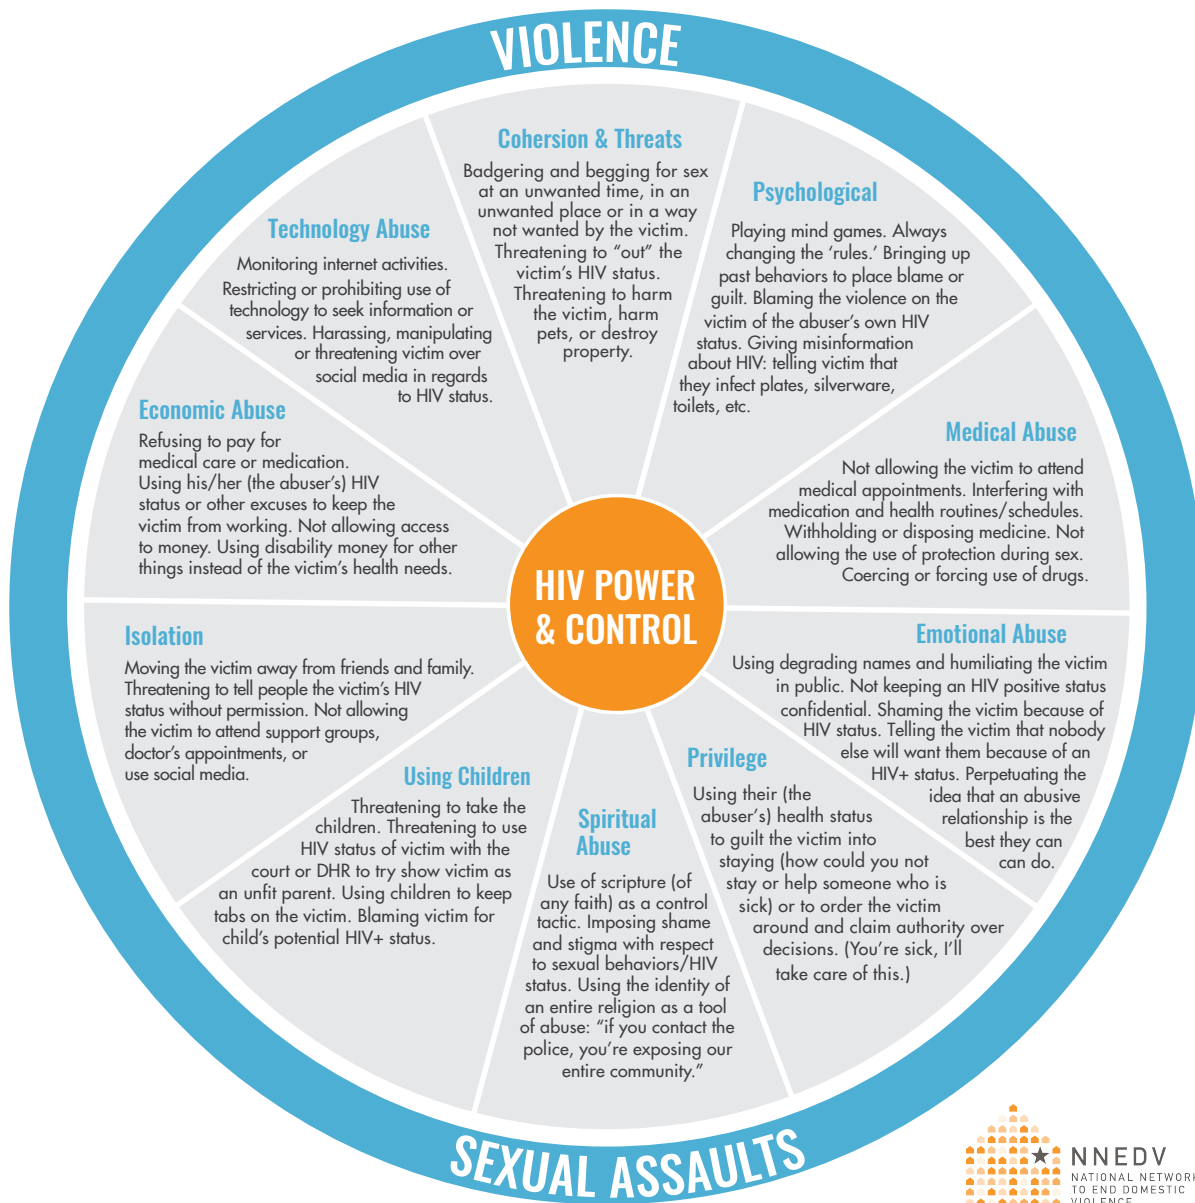 VIOLENCE
Cohersion & Threats
Badgering and begging for sex
at an unwanted time, in an
unwanted place or in a way
not wanted by the victim.
Threatening to “out” the
victim’s HIV status.
Threatening to harm
the victim, harm
pets, or destroy
property.
Psychological
Playing mind games. Always
changing the ‘rules.’ Bringing up
past behaviors to place blame or
guilt. Blaming the violence on the
victim of the abuser’s own HIV
status. Giving misinformation
about HIV: telling victim that
they infect plates, silverware,
toilets, etc.
Medical Abuse
Not allowing the victim to attend
medical appointments. Interfering with
medication and health routines/schedules.
Withholding or disposing medicine. Not
allowing the use of protection during sex.
Coercing or forcing use of drugs.
Emotional Abuse
Using degrading names and humiliating the victim
in public. Not keeping an HIV positive status
confidential. Shaming the victim because of
HIV status. Telling the victim that nobody
else will want them because of an
HIV+ status. Perpetuating the
idea that an abusive
relationship is the
best they can
can do.
Privilege
Using their (the
abuser’s) health status
to guilt the victim into
staying (how could you not
stay or help someone who is
sick) or to order the victim
around and claim authority over
decisions. (You’re sick, I’ll
take care of this.)
Spiritual
Abuse
Use of scripture (of
any faith) as a control
tactic. Imposing shame
and stigma with respect
to sexual behaviors/HIV
status. Using the identity of
an entire religion as a tool
of abuse: “if you contact the
police, you’re exposing our
entire community.”
Using Children
Threatening to take the
children. Threatening to use
HIV status of victim with the
court or DHR to try show victim as
an unfit parent. Using children to keep
tabs on the victim. Blaming victim for
child’s potential HIV+ status.
Isolation
Moving the victim away from friends and family.
Threatening to tell people the victim’s HIV
status without permission. Not allowing
the victim to attend support groups,
doctor’s appointments, or
use social media.
Economic Abuse
Refusing to pay for
medical care or medication.
Using his/her (the abuser’s) HIV
status or other excuses to keep the
victim from working. Not allowing access
to money. Using disability money for other
things instead of the victim’s health needs.
Technology Abuse
Monitoring internet activities.
Restricting or prohibiting use of
technology to seek information or
services. Harassing, manipulating
or threatening victim over
social media in regards
to HIV status.
HIV POWER
& CONTROL
SEXUAL ASSAULTS
NNEDV
NATIONAL NETWORK
TO END DOMESTIC
VIOLENCE